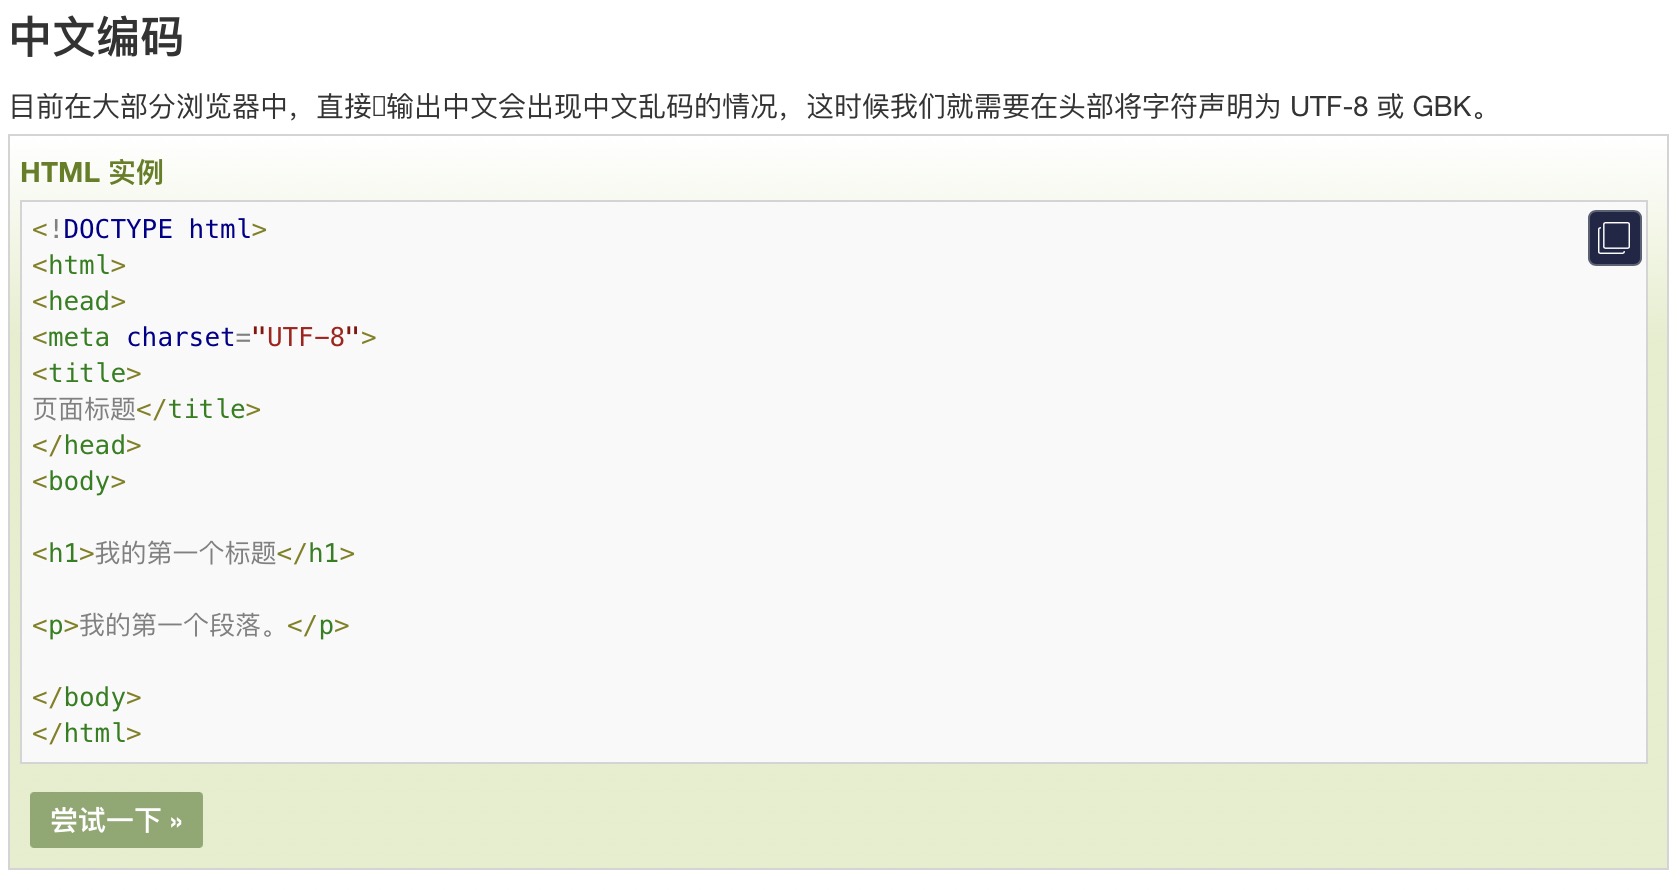 中文编码
目前在大部分浏览器中，直接输出中文会出现中文乱码的情况，这时候我们就需要在头部将字符声明为 UTF-8 或 GBK。
HTML 实例
<!DOCTYPE html>
<html>
<head>
<meta charset="UTF-8">
<title>
页面标题</title>
</head>
<body>
<h1>我的第一个标题</h1>
<p>我的第一个段落。</p>
</body>
</html>
尝试一下 »